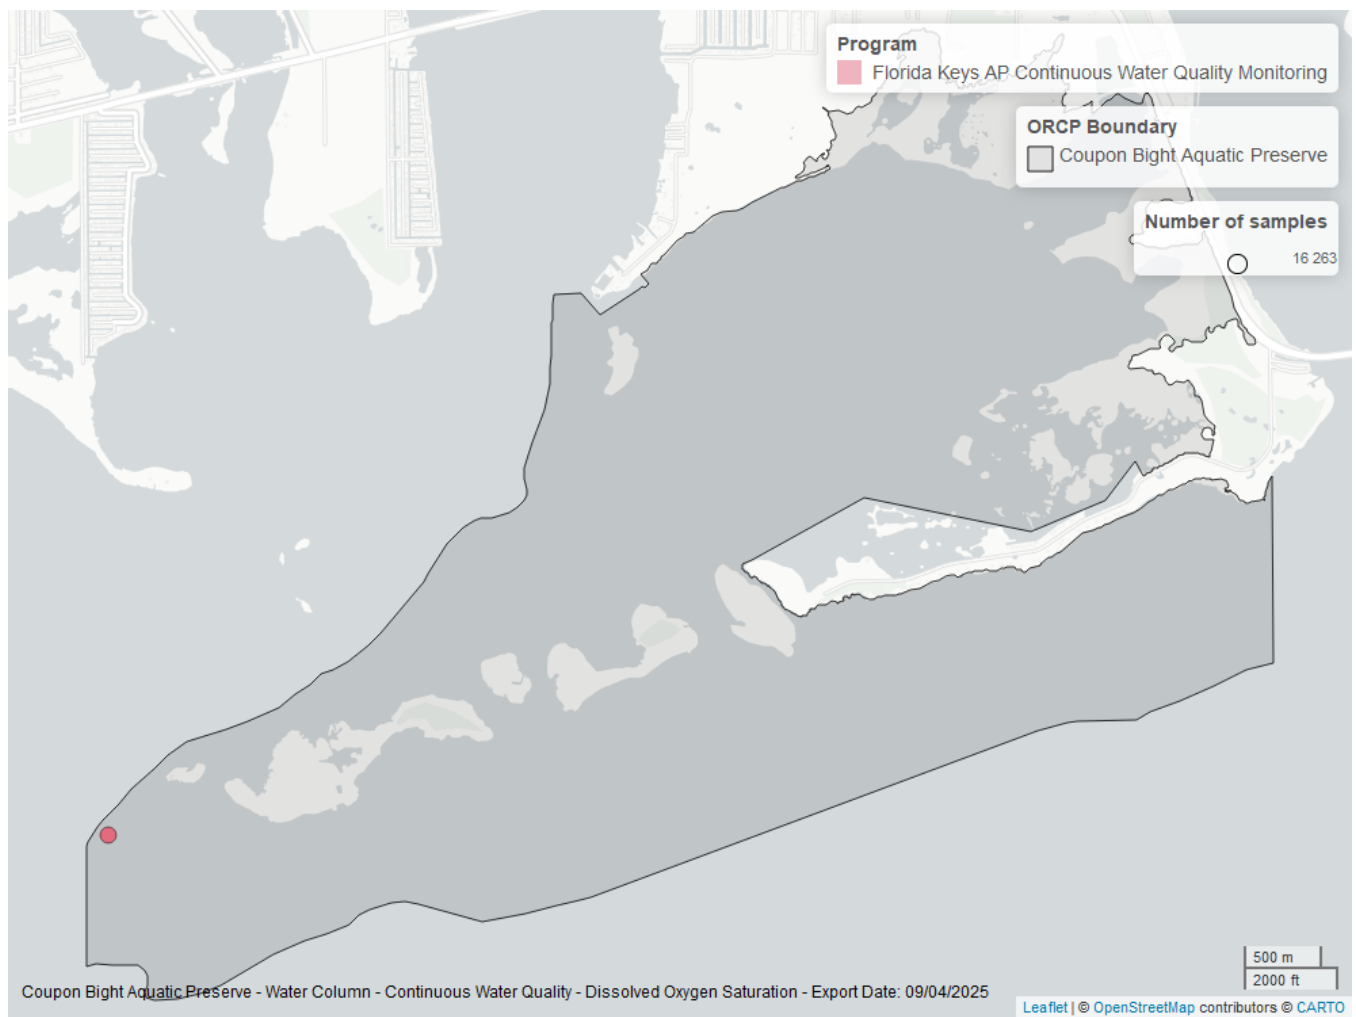 Program
Florida Keys AP Continuous Water Quality Monitoring
ORCP Boundary
Coupon Bight Aquatic Preserve
Number of samples
16 263
500 m
2000 ft
Coupon Bight Aquatic Preserve - Water Column - Continuous Water Quality - Dissolved Oxygen Saturation - Export Date: 09/04/2025
Leaflet | © OpenStreetMap contributors © CARTO